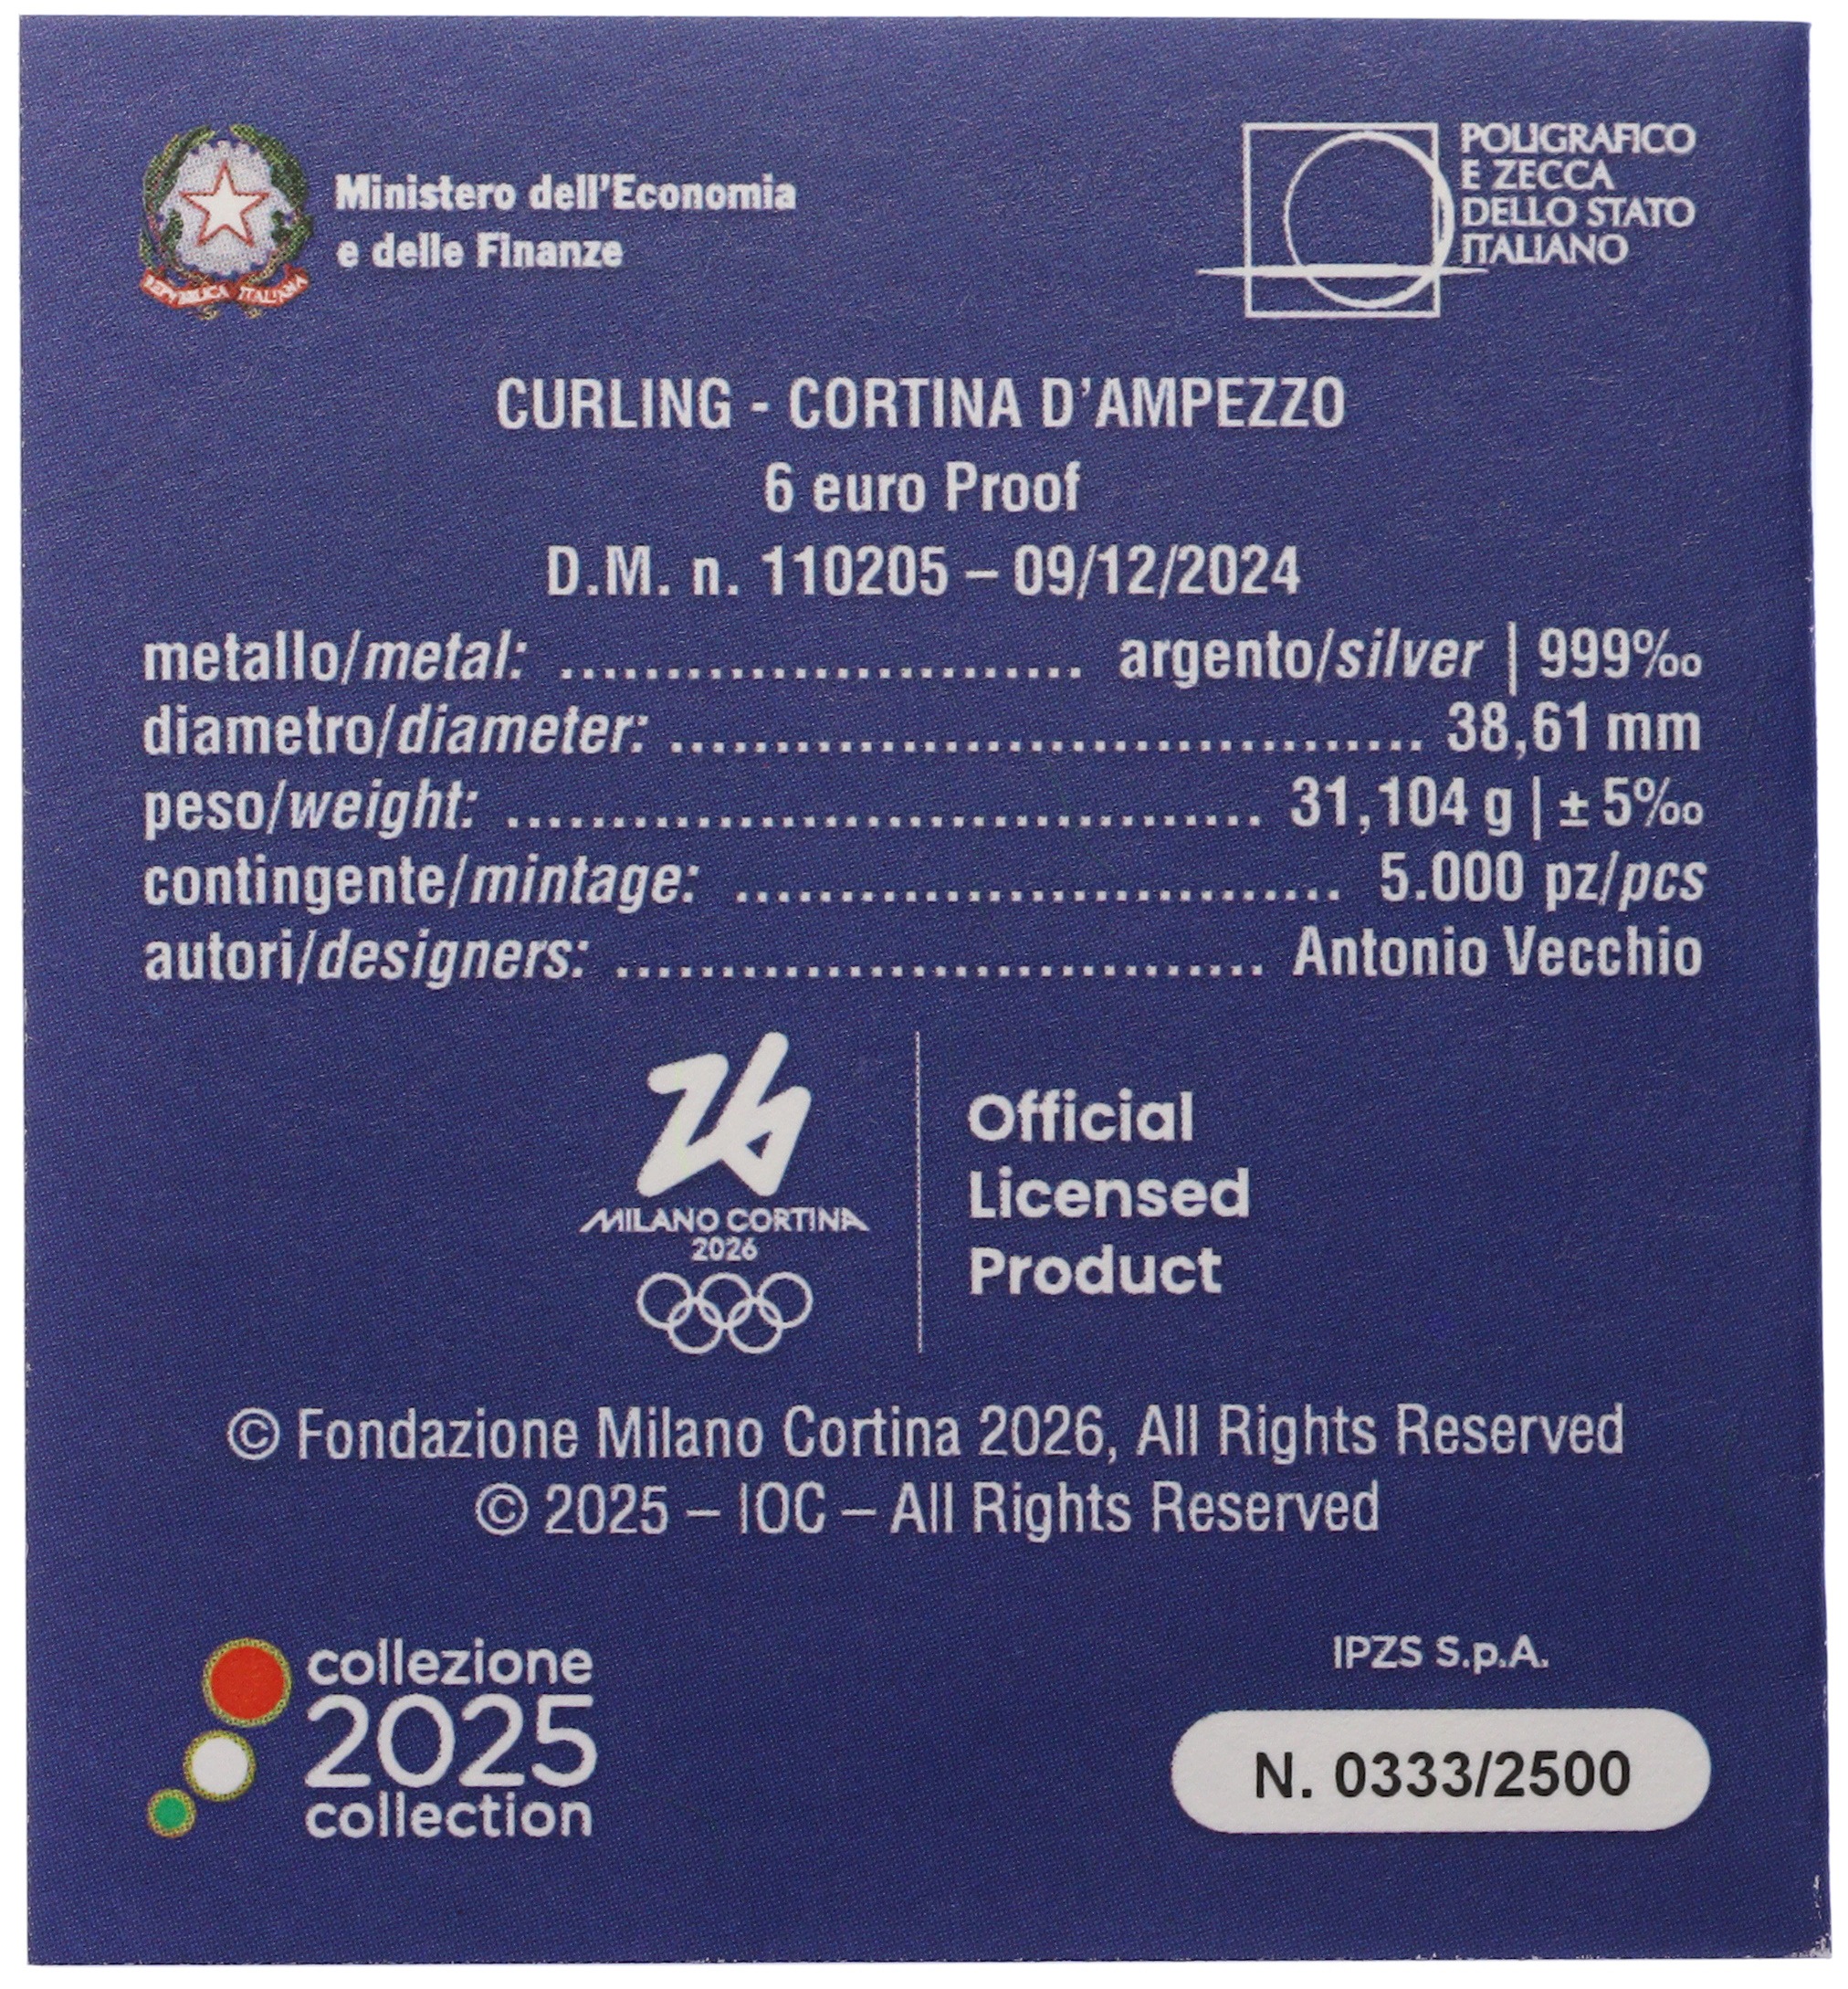 Ministero dell'Economia
e delle Finanze
REPVBBLICA ITALIANA
POLIGRAFICO
E ZECCA
DELLO STATO
ITALIANO
CURLING - CORTINA D'AMPEZZO
6 euro Proof
D.M. n. 110205 – 09/12/2024
metallo/metal: ......................... argento/silver | 999‰
diametro/diameter: .................................... 38,61 mm
peso/weight: .................................... 31,104 g | ± 5‰
contingente/mintage: ............................. 5.000 pz/pcs
autori/designers: ............................... Antonio Vecchio
26
MILANO CORTINA
2026
Official
Licensed
Product
© Fondazione Milano Cortina 2026, All Rights Reserved
© 2025 – IOC – All Rights Reserved
collezione
2025
collection
IPZS S.p.A.
N. 0333/2500